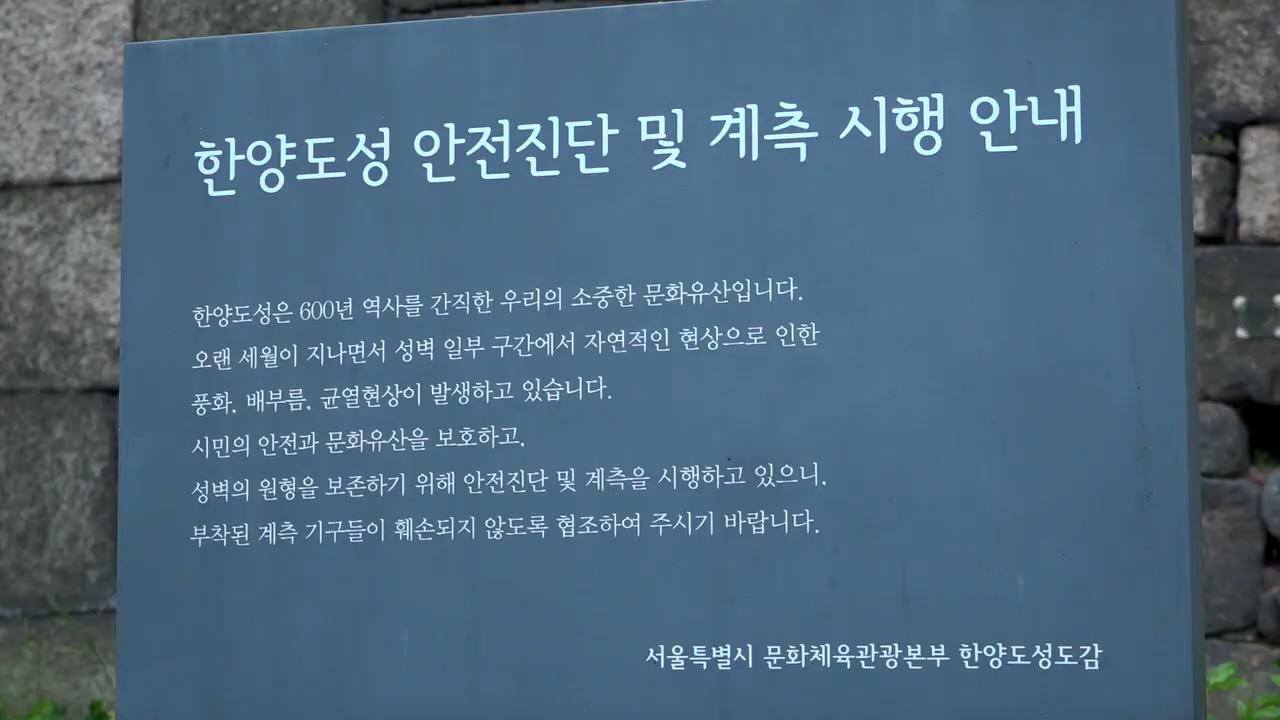 한양도성 안전진단 및 계측 시행 안내
한양도성은 600년 역사를 간직한 우리의 소중한 문화유산입니다.
오랜 세월이 지나면서 성벽 일부 구간에서 자연적인 현상으로 인한
풍화, 배부름, 균열현상이 발생하고 있습니다.
시민의 안전과 문화유산을 보호하고,
성벽의 원형을 보존하기 위해 안전진단 및 계측을 시행하고 있으니,
부착된 계측 기구들이 훼손되지 않도록 협조하여 주시기 바랍니다.
서울특별시 문화체육관광본부 한양도성도감